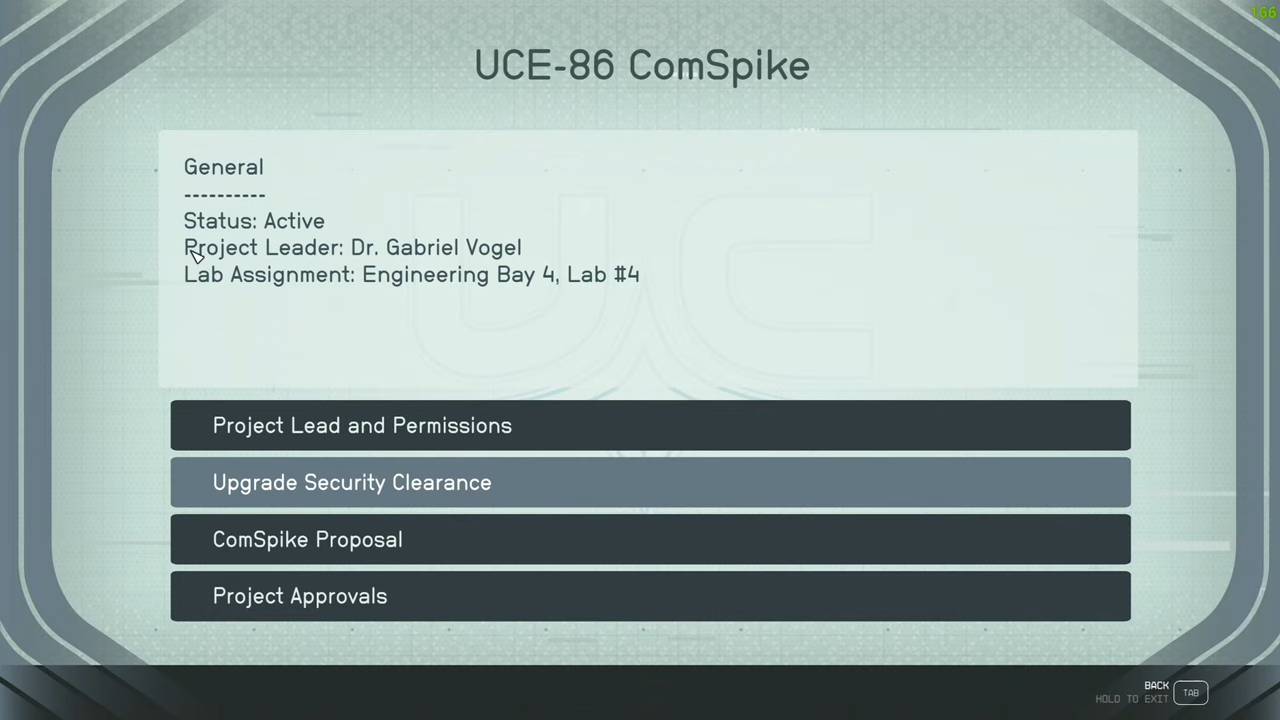 166
UCE-86 ComSpike
General
----------
Status: Active
Project Leader: Dr. Gabriel Vogel
Lab Assignment: Engineering Bay 4, Lab #4
UC
Project Lead and Permissions
Upgrade Security Clearance
ComSpike Proposal
Project Approvals
BACK
HOLD TO EXIT
TAB